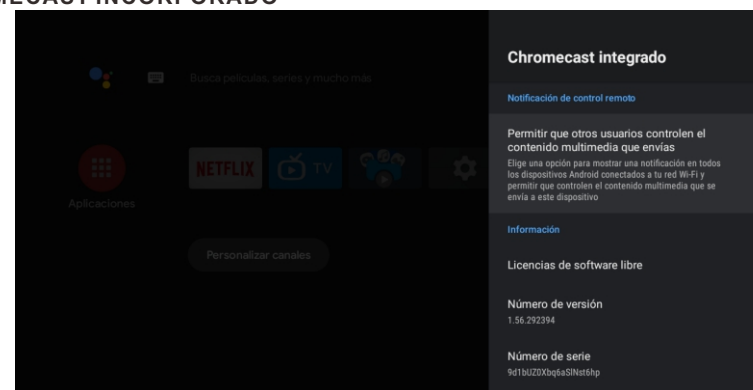 MECAST INCORPORADO
Busca películas, series y mucho más
NETFLIX
TV
Aplicaciones
Personalizar canales
Chromecast integrado
Notificación de control remoto
Permitir que otros usuarios controlen el
contenido multimedia que envías
Elige una opción para mostrar una notificación en todos
los dispositivos Android conectados a tu red Wi-Fi y
permitir que controlen el contenido multimedia que se
envía a este dispositivo
Información
Licencias de software libre
Número de versión
1.56.292394
Número de serie
9d1bUZ0Xbq6aSINst6hp